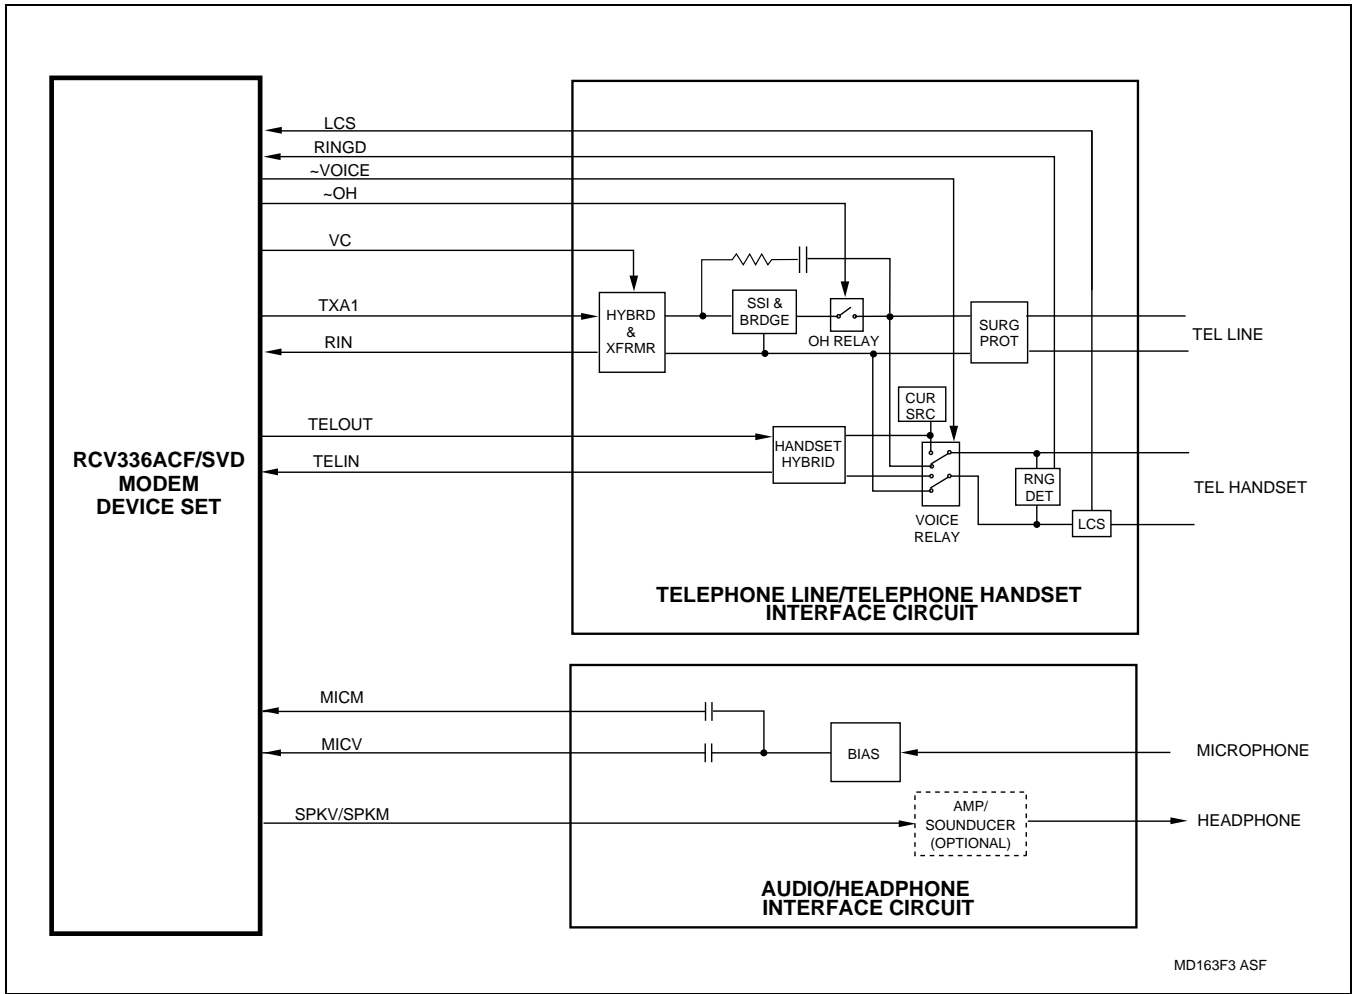 LCS
RINGD
~VOICE
~OH
VC
TXA1
RIN
TELOUT
TELIN
RCV336ACF/SVD
MODEM
DEVICE SET
HYBRD
&
XFRMR
SSI &
BRDGE
OH RELAY
SURG
PROT
TEL LINE
CUR
SRC
HANDSET
HYBRID
VOICE
RELAY
RNG
DET
LCS
TEL HANDSET
TELEPHONE LINE/TELEPHONE HANDSET
INTERFACE CIRCUIT
MICM
MICV
SPKV/SPKM
BIAS
MICROPHONE
AMP/
SOUNDUCER
(OPTIONAL)
HEADPHONE
AUDIO/HEADPHONE
INTERFACE CIRCUIT
MD163F3 ASF